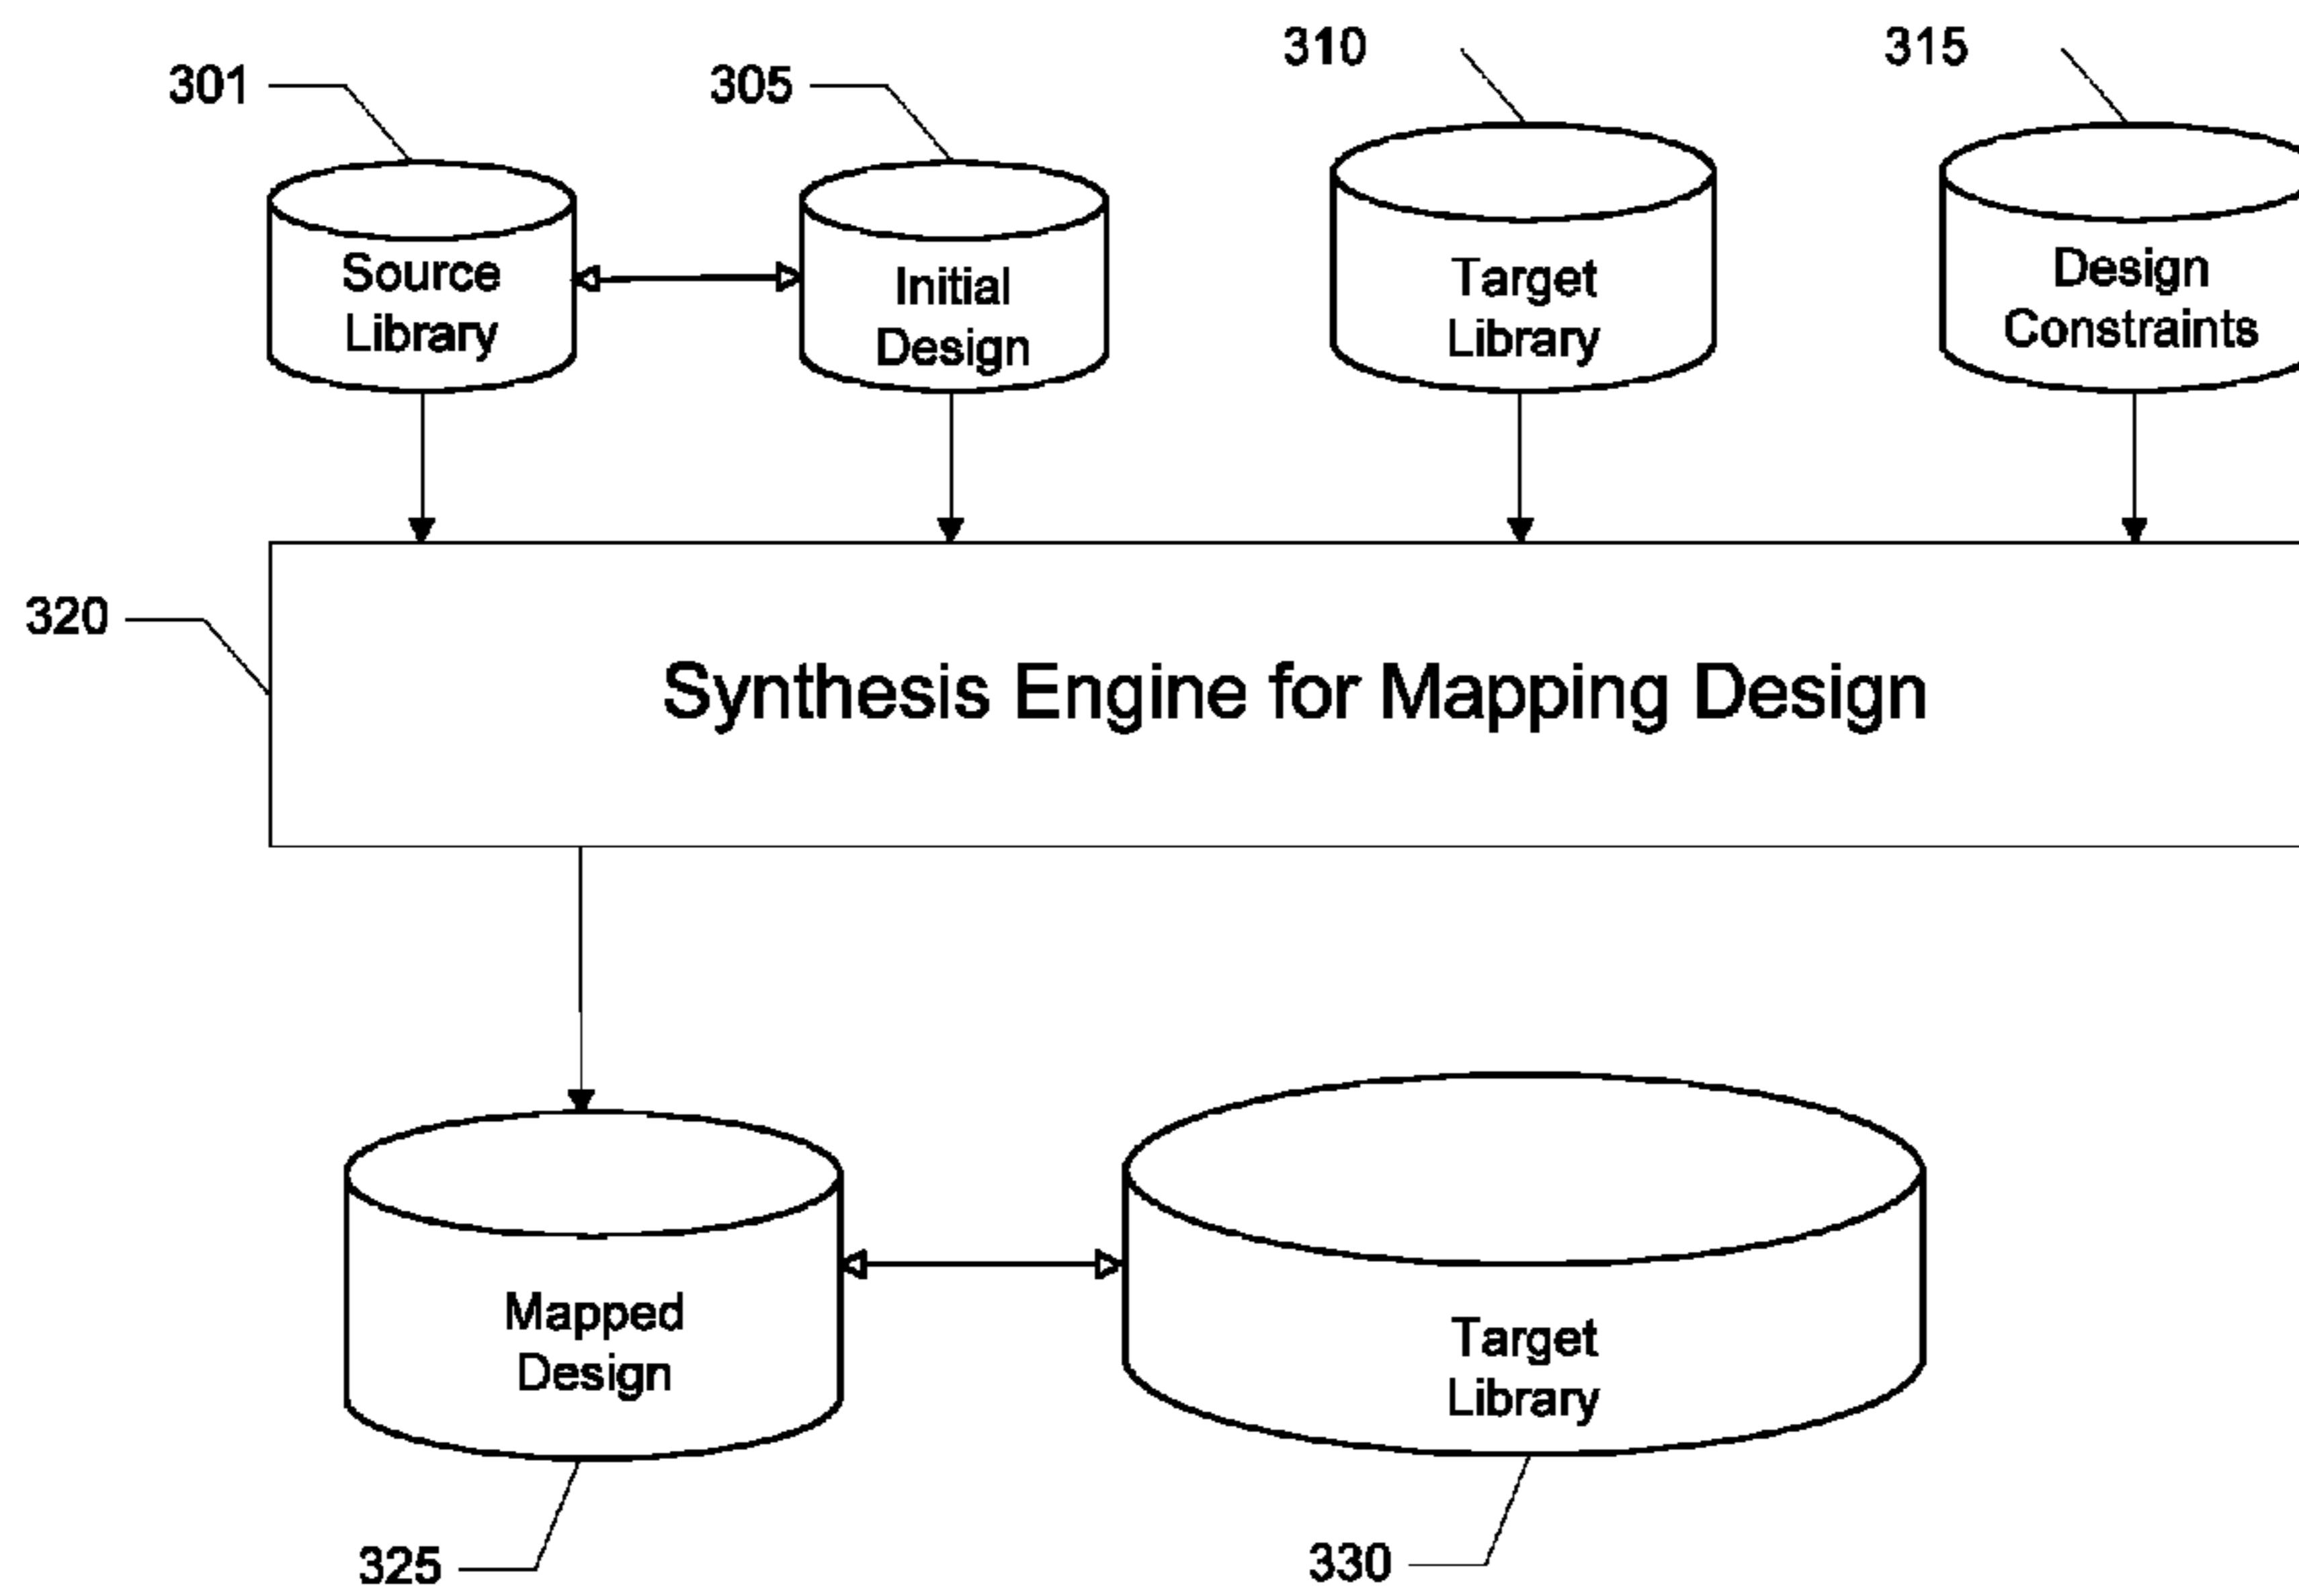 310
315
301
305
Source
Library
Initial
Design
Target
Library
Design
Constraints
320
Synthesis Engine for Mapping Design
Mapped
Design
Target
Library
325
330